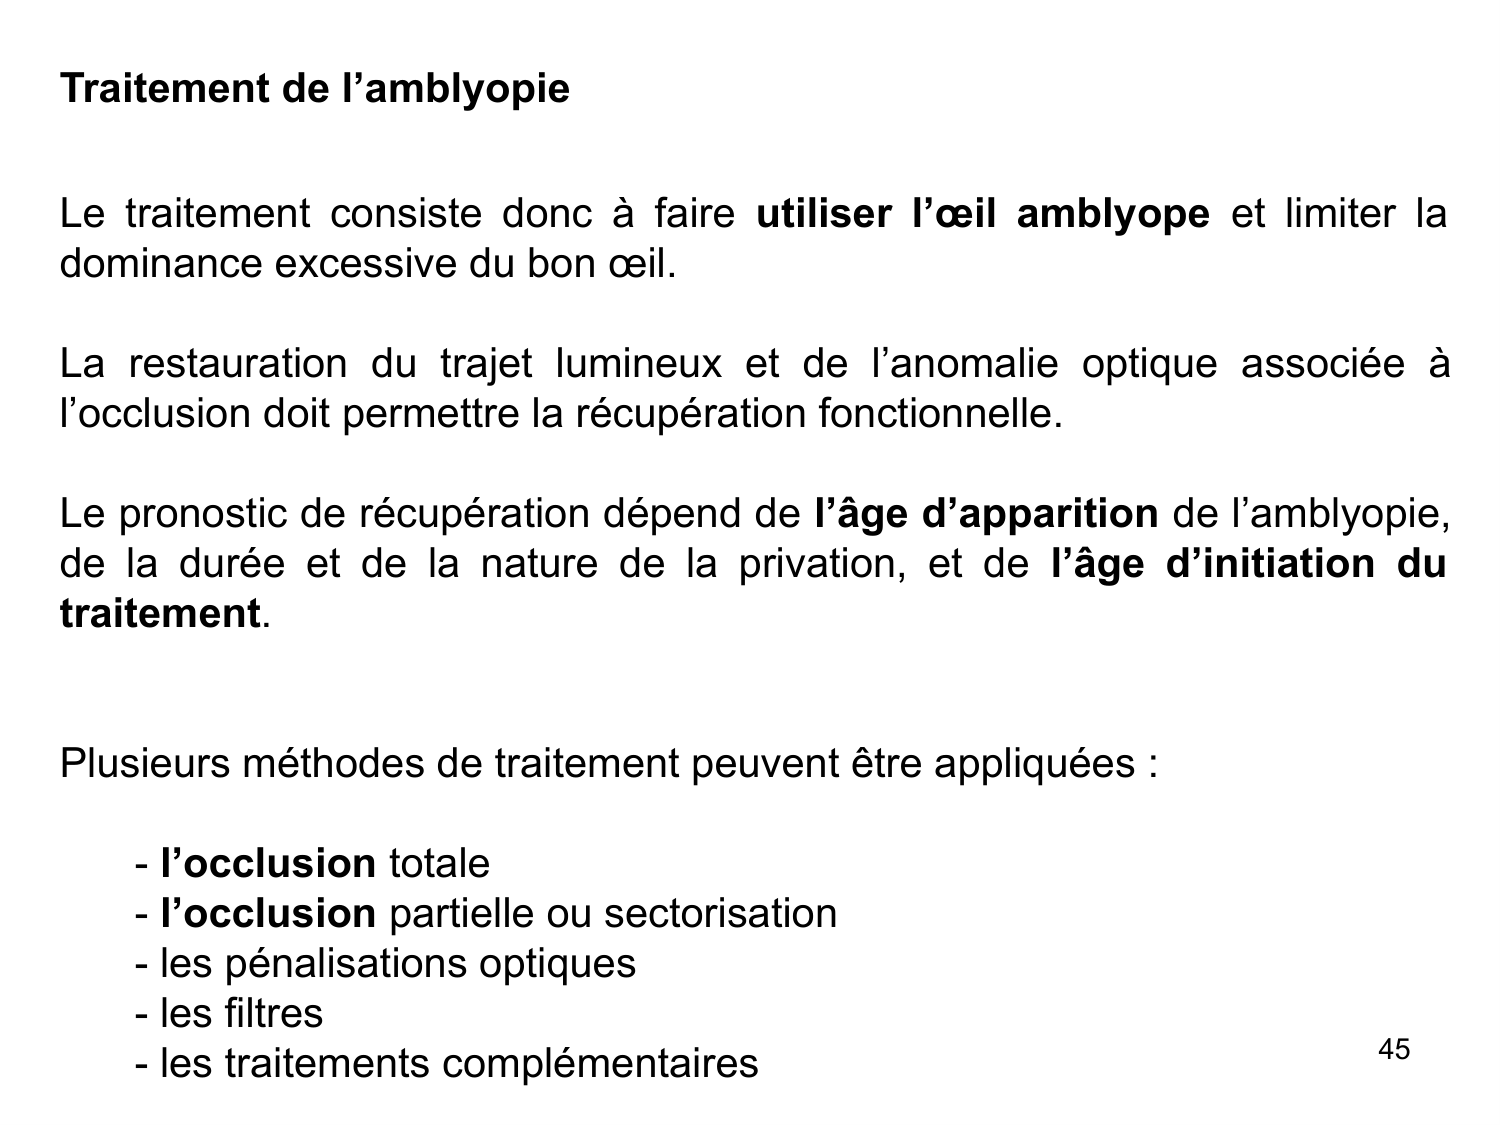 Traitement de l’amblyopie
Le traitement consiste donc à faire utiliser l’œil amblyope et limiter la
dominance excessive du bon œil.
La restauration du trajet lumineux et de l’anomalie optique associée à
l’occlusion doit permettre la récupération fonctionnelle.
Le pronostic de récupération dépend de l’âge d’apparition de l’amblyopie,
de la durée et de la nature de la privation, et de l’âge d’initiation du
traitement.
Plusieurs méthodes de traitement peuvent être appliquées :
- l’occlusion totale
- l’occlusion partielle ou sectorisation
- les pénalisations optiques
- les filtres
- les traitements complémentaires
45